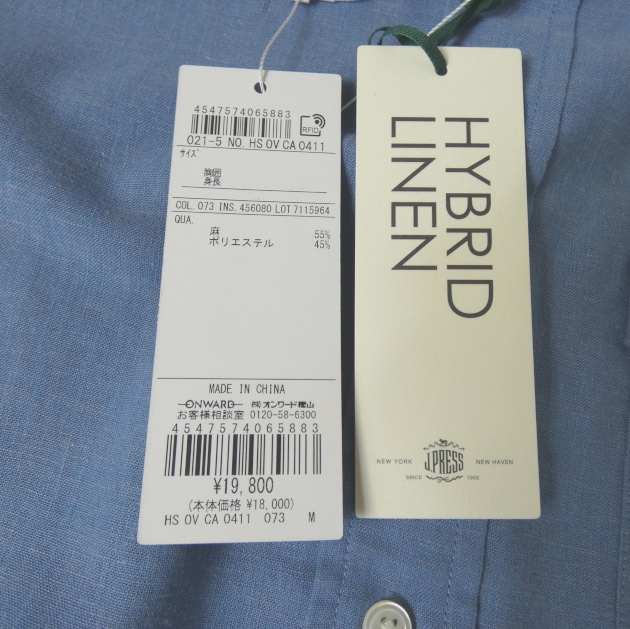 4547574065883
RFID
021-5 NO. HS OV CA 0411
サイズ
胸囲
身長
COL. 073 INS. 456080 LOT 7115964
QUA.
麻 55%
ポリエステル 45%
MADE IN CHINA
ONWARD ㈱オンワード樫山
お客様相談室 0120-58-6300
4547574065883
¥19,800
(本体価格 ¥18,000)
HS OV CA 0411 073 M
HYBRID
LINEN
NEW YORK J.PRESS NEW HAVEN
SINCE 1902